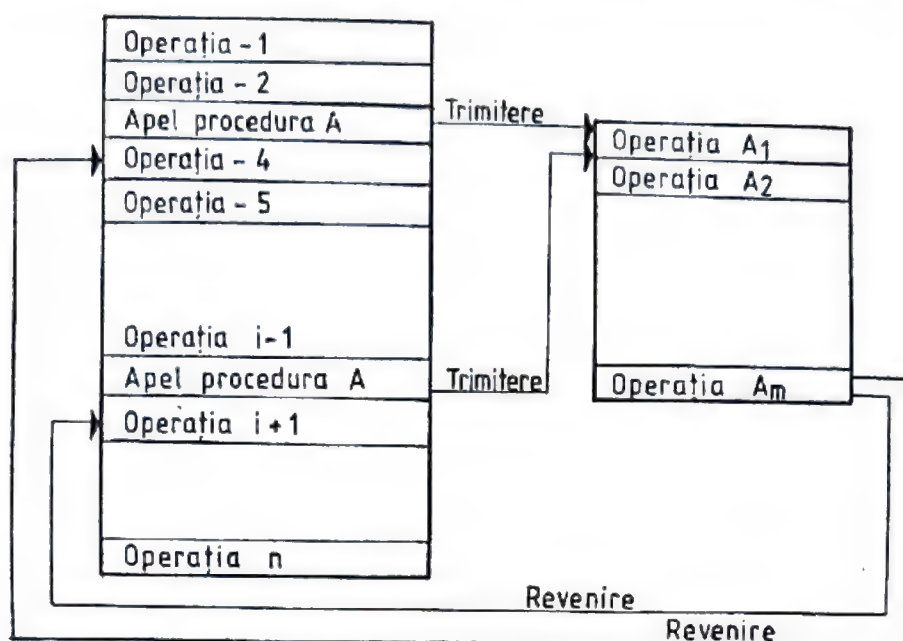 Operația - 1
Operația - 2
Apel procedura A
Operația - 4
Operația - 5
Operația i-1
Apel procedura A
Operația i+1
Operația n
Trimitere
Trimitere
Operația A1
Operația A2
Operația Am
Revenire
Revenire